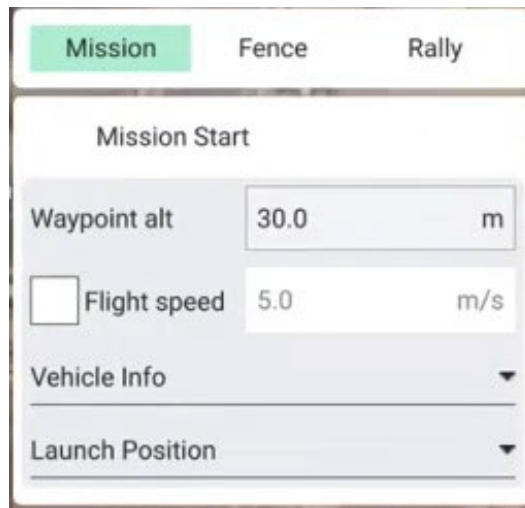 Mission Fence Rally
Mission Start
Waypoint alt 30.0 m
Flight speed 5.0 m/s
Vehicle Info
Launch Position